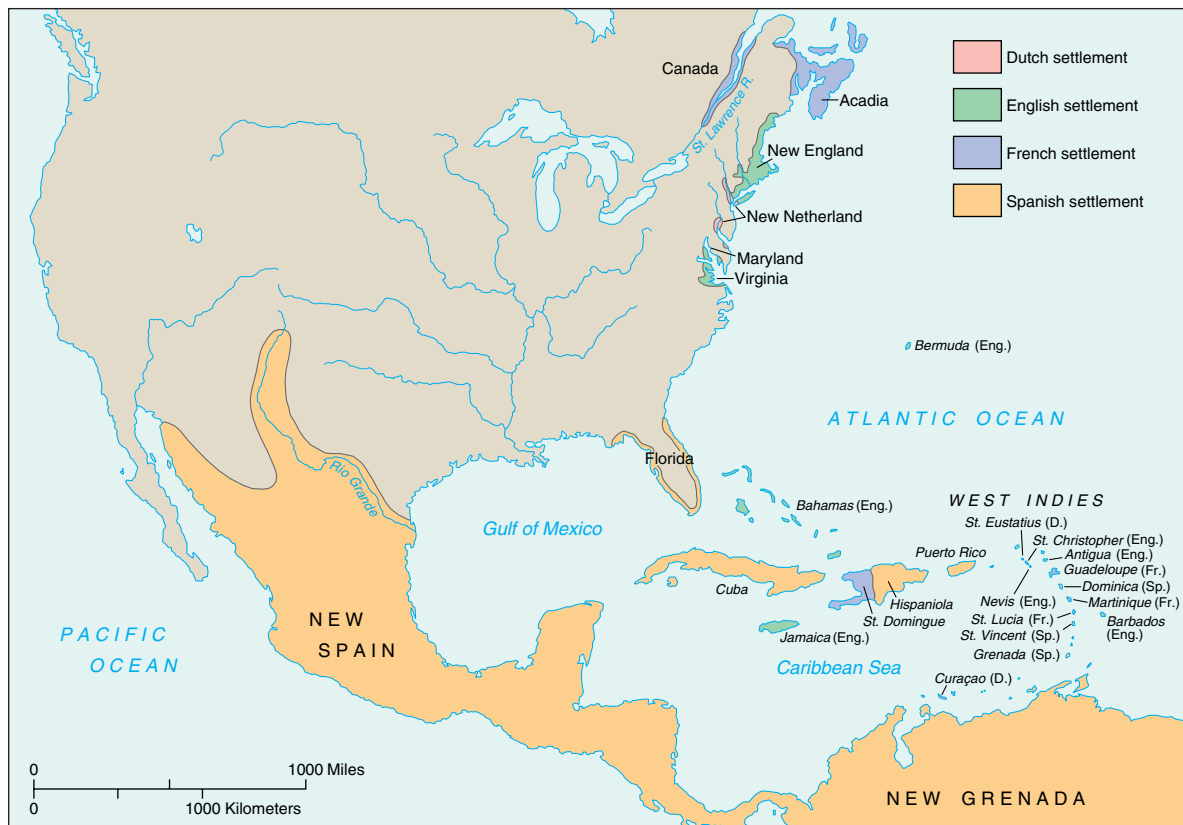 Dutch settlement
English settlement
French settlement
Spanish settlement
Canada
St. Lawrence R.
Acadia
New England
New Netherland
Maryland
Virginia
Bermuda (Eng.)
ATLANTIC OCEAN
Florida
Rio Grande
Gulf of Mexico
Bahamas (Eng.)
WEST INDIES
St. Eustatius (D.)
St. Christopher (Eng.)
Antigua (Eng.)
Guadeloupe (Fr.)
Dominica (Sp.)
Martinique (Fr.)
Barbados
(Eng.)
Nevis (Eng.)
St. Lucia (Fr.)
St. Vincent (Sp.)
Grenada (Sp.)
Curaçao (D.)
Puerto Rico
Cuba
Hispaniola
St. Domingue
Jamaica (Eng.)
Caribbean Sea
PACIFIC
OCEAN
NEW
SPAIN
NEW GRENADA
0 1000 Miles
0 1000 Kilometers